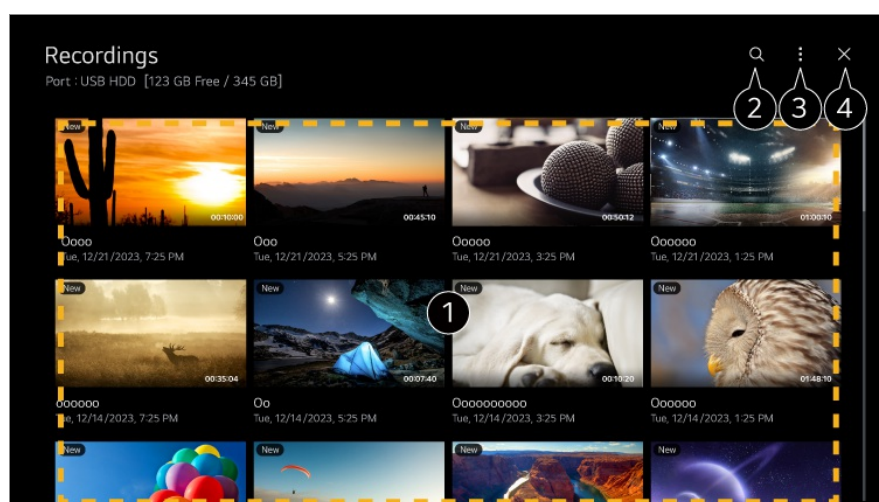 Recordings
Port : USB HDD [123 GB Free / 345 GB]
2 3 4
New New New New
00:10:00 00:45:10 00:50:12 01:00:10
Oooo Ooo Ooooo Oooooo
Tue, 12/21/2023, 7:25 PM Tue, 12/21/2023, 5:25 PM Tue, 12/21/2023, 3:25 PM Tue, 12/21/2023, 1:25 PM
New New New New
1
00:35:04 00:07:40 00:10:20 01:48:10
oooooo Oo Oooooooooo Oooooo
Tue, 12/14/2023, 7:25 PM Tue, 12/14/2023, 5:25 PM Tue, 12/14/2023, 3:25 PM Tue, 12/14/2023, 1:25 PM
New New New New